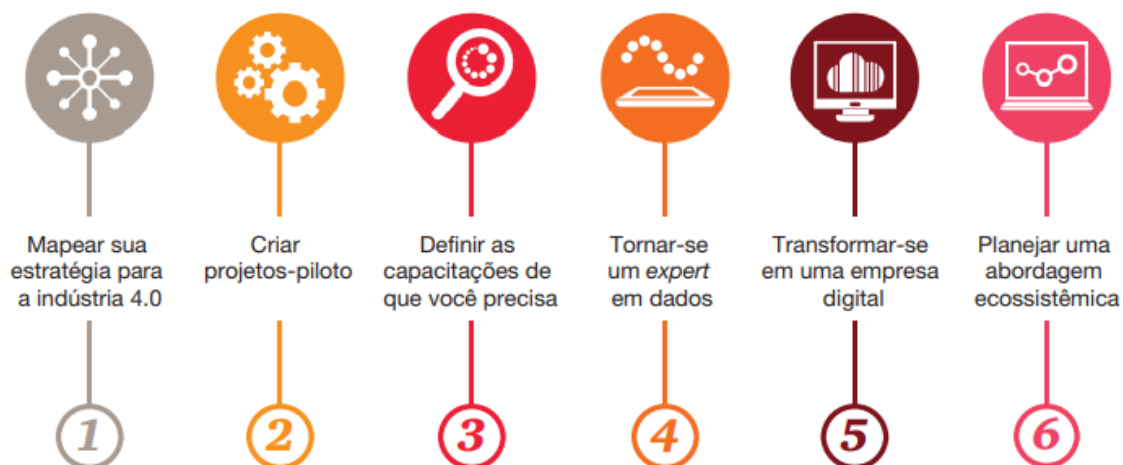 Mapear sua
estratégia para
a indústria 4.0
Criar
projetos-piloto
Definir as
capacitações de
que você precisa
Tornar-se
um expert
em dados
Transformar-se
em uma empresa
digital
Planejar uma
abordagem
ecossistêmica
1
2
3
4
5
6